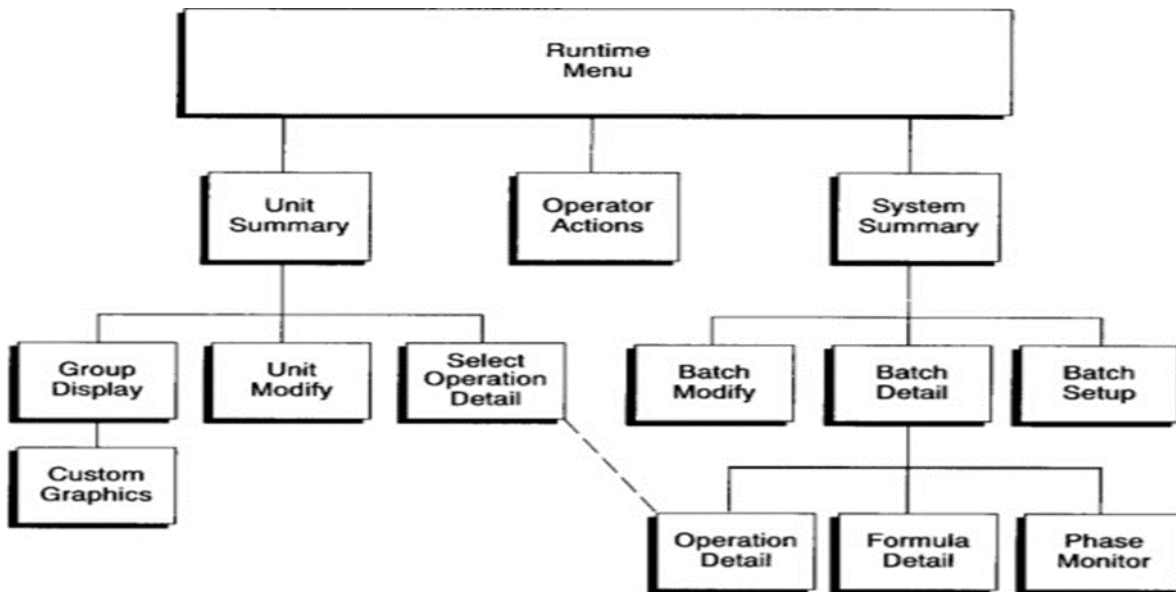 Runtime
Menu
Unit
Summary
Operator
Actions
System
Summary
Group
Display
Unit
Modify
Select
Operation
Detail
Batch
Modify
Batch
Detail
Batch
Setup
Custom
Graphics
Operation
Detail
Formula
Detail
Phase
Monitor